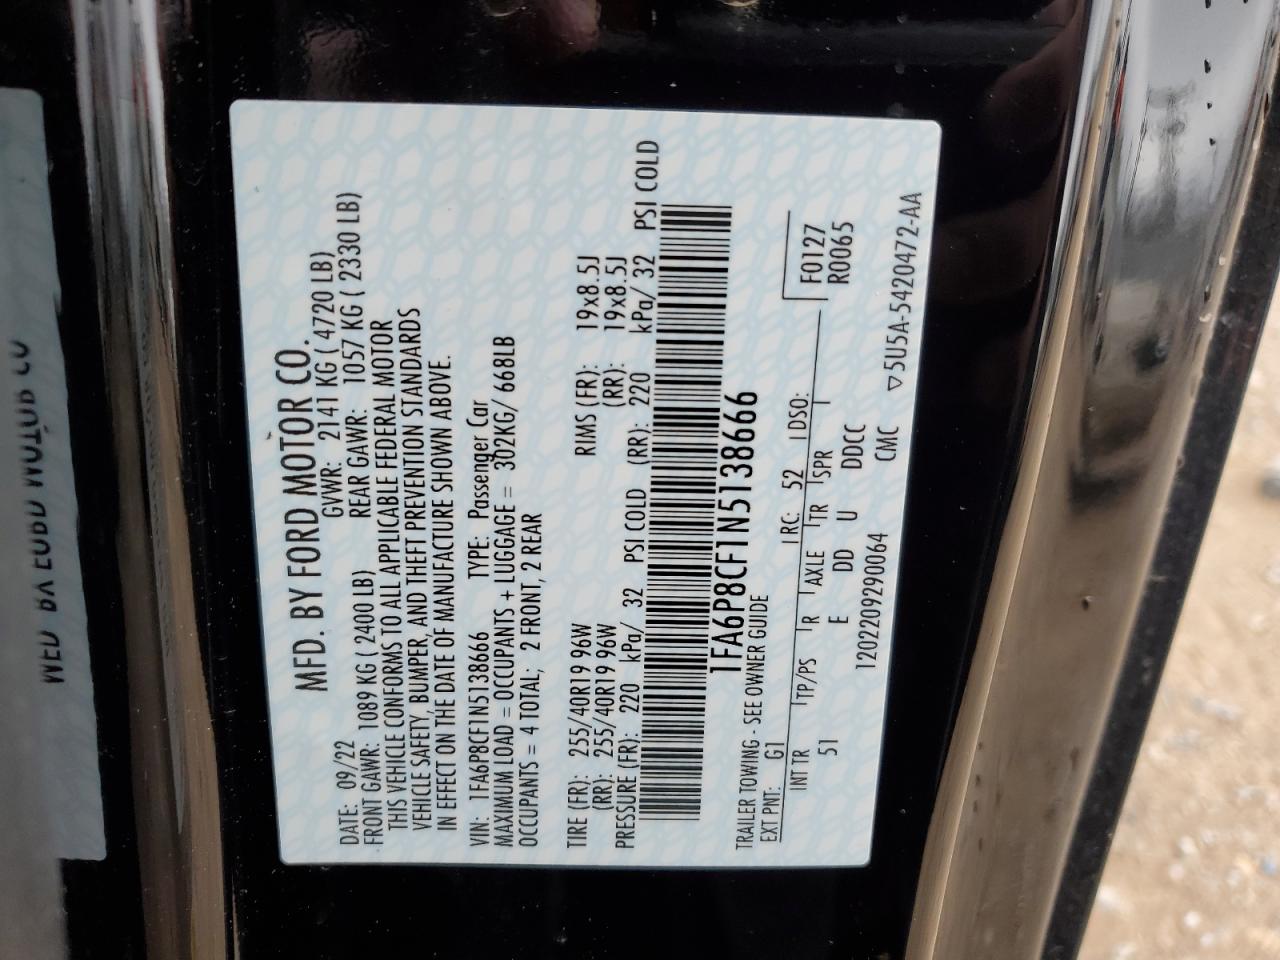 MFD. BY FORD MOTOR CO.
DATE: 09/22 GVWR: 2141 KG ( 4720 LB)
FRONT GAWR: 1089 KG ( 2400 LB) REAR GAWR: 1057 KG ( 2330 LB)
THIS VEHICLE CONFORMS TO ALL APPLICABLE FEDERAL MOTOR
VEHICLE SAFETY, BUMPER, AND THEFT PREVENTION STANDARDS
IN EFFECT ON THE DATE OF MANUFACTURE SHOWN ABOVE.
VIN: 1FA6P8CF1N5138666 TYPE: Passenger Car
MAXIMUM LOAD = OCCUPANTS + LUGGAGE = 302KG/ 668LB
OCCUPANTS = 4 TOTAL; 2 FRONT, 2 REAR
TIRE (FR): 255/40R19 96W RIMS (FR): 19x8.5J
(RR): 255/40R19 96W (RR): 19x8.5J
PRESSURE (FR): 220 kPa/ 32 PSI COLD (RR): 220 kPa/ 32 PSI COLD
1FA6P8CF1N5138666
TRAILER TOWING - SEE OWNER GUIDE
EXT PNT: G1 RC: 52 DSO: F0127
R0065
INT TR TP/PS R AXLE TR SPR
51 E DD U DDCC
1202209290064 CMC
▽5U5A-5420472-AA
MFD. BY FORD MOTOR CO